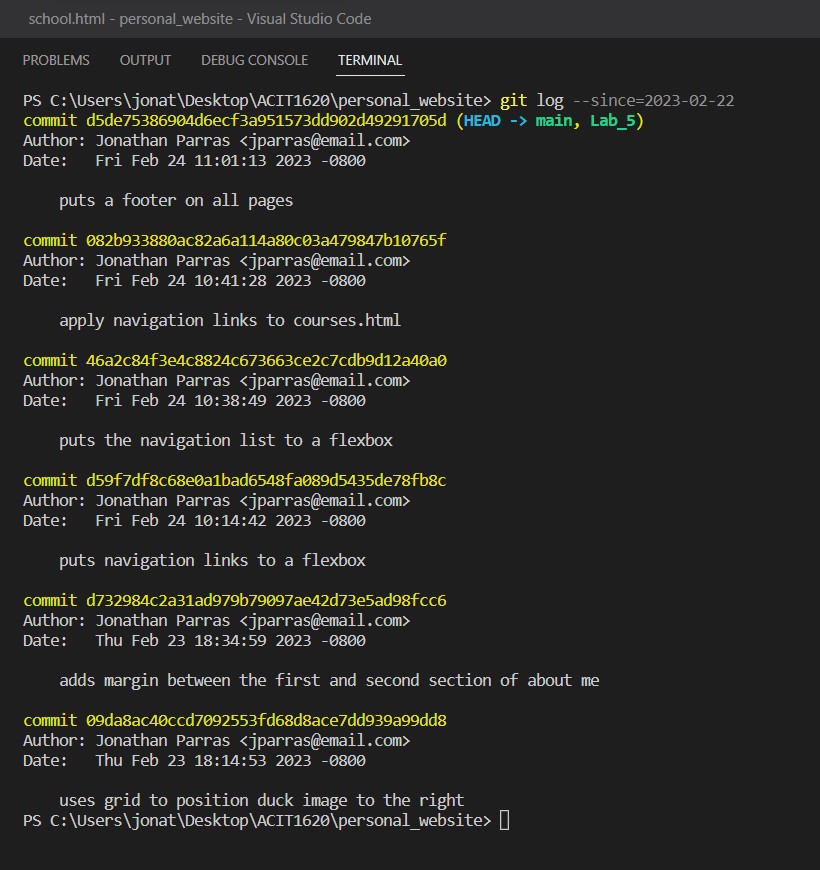 school.html - personal_website - Visual Studio Code
PROBLEMS OUTPUT DEBUG CONSOLE TERMINAL
PS C:\Users\jonat\Desktop\ACIT1620\personal_website> git log --since=2023-02-22
commit d5de75386904d6ecf3a951573dd902d49291705d (HEAD -> main, Lab_5)
Author: Jonathan Parras <jparras@email.com>
Date:   Fri Feb 24 11:01:13 2023 -0800
puts a footer on all pages
commit 082b933880ac82a6a114a80c03a479847b10765f
Author: Jonathan Parras <jparras@email.com>
Date:   Fri Feb 24 10:41:28 2023 -0800
apply navigation links to courses.html
commit 46a2c84f3e4c8824c673663ce2c7cdb9d12a40a0
Author: Jonathan Parras <jparras@email.com>
Date:   Fri Feb 24 10:38:49 2023 -0800
puts the navigation list to a flexbox
commit d59f7df8c68e0a1bad6548fa089d5435de78fb8c
Author: Jonathan Parras <jparras@email.com>
Date:   Fri Feb 24 10:14:42 2023 -0800
puts navigation links to a flexbox
commit d732984c2a31ad979b79097ae42d73e5ad98fcc6
Author: Jonathan Parras <jparras@email.com>
Date:   Thu Feb 23 18:34:59 2023 -0800
adds margin between the first and second section of about me
commit 09da8ac40ccd7092553fd68d8ace7dd939a99dd8
Author: Jonathan Parras <jparras@email.com>
Date:   Thu Feb 23 18:14:53 2023 -0800
uses grid to position duck image to the right
PS C:\Users\jonat\Desktop\ACIT1620\personal_website>